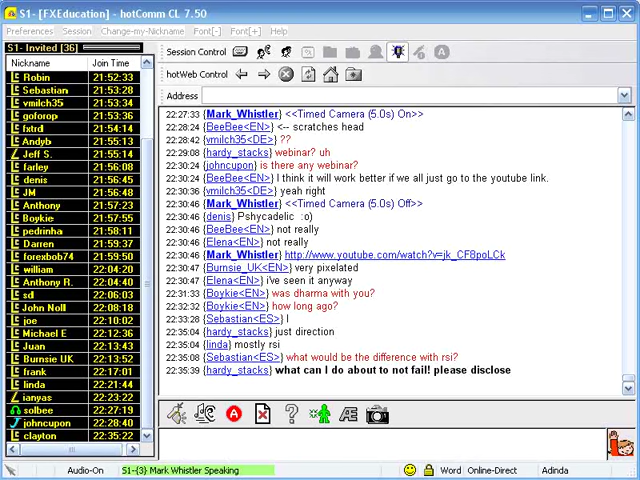 S1- [FXEducation] - hotComm CL 7.50
Preferences Session Change-my-Nickname Font[-] Font[+] Help
S1- Invited [36]
Nickname Join Time
Robin 21:52:33
Sebastian 21:53:28
vmilch35 21:53:34
goforop 21:53:36
fxtrd 21:54:14
Andyb 21:55:13
Jeff S. 21:55:14
farley 21:56:08
denis 21:56:45
JM 21:56:48
Anthony 21:57:23
Boykie 21:57:55
pedrinha 21:58:11
Darren 21:59:37
forexbob74 21:59:50
william 22:04:20
Anthony R. 22:04:40
sd 22:06:03
John Noll 22:08:18
joe 22:10:02
Michael E 22:12:36
Juan 22:13:43
Burnsie UK 22:13:52
frank 22:17:01
linda 22:21:44
ianyas 22:23:22
solbee 22:27:19
johncupon 22:28:40
clayton 22:35:22
Session Control
hotWeb Control
Address
22:27:33 {Mark_Whistler} <<Timed Camera (5.0s) On>>
22:28:24 {BeeBee<EN>} <-- scratches head
22:28:42 {vmilch35<DE>} ??
22:29:08 {hardy_stacks} webinar? uh
22:30:24 {johncupon} is there any webinar?
22:30:24 {BeeBee<EN>} I think it will work better if we all just go to the youtube link.
22:30:36 {vmilch35<DE>} yeah right
22:30:46 {Mark_Whistler} <<Timed Camera (5.0s) Off>>
22:30:46 {denis} Pshycadelic :o)
22:30:46 {BeeBee<EN>} not really
22:30:46 {Elena<EN>} not really
22:30:46 {Mark_Whistler} http://www.youtube.com/watch?v=jk_CF8poLCk
22:30:47 {Burnsie_UK<EN>} very pixelated
22:30:47 {Elena<EN>} i've seen it anyway
22:31:33 {Boykie<EN>} was dharma with you?
22:32:22 {Boykie<EN>} how long ago?
22:33:28 {Sebastian<ES>} I
22:35:04 {hardy_stacks} just direction
22:35:04 {linda} mostly rsi
22:35:08 {Sebastian<ES>} what would be the difference with rsi?
22:35:39 {hardy_stacks} what can I do about to not fail! please disclose
Audio-On S1-{3} Mark Whistler Speaking Word Online-Direct Adinda